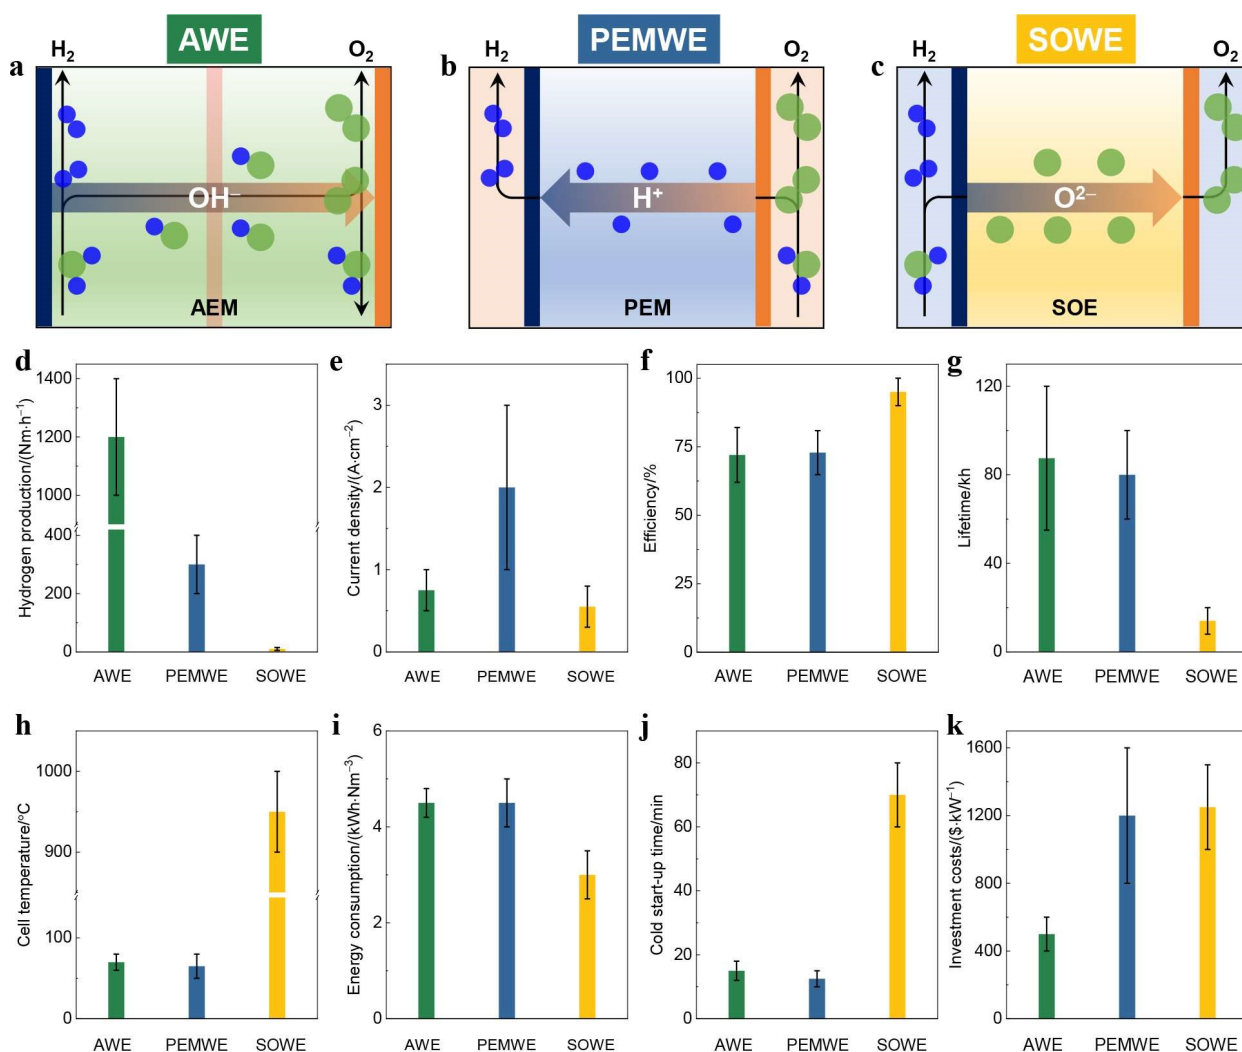 AWE
PEMWE
SOWE
a
H2
O2
b
H2
O2
c
H2
O2
OH−
H+
O2−
AEM
PEM
SOE
d
Hydrogen production/(Nm·h−1)
1400
1200
1000
400
200
0
AWE
PEMWE
SOWE
e
Current density/(A·cm−2)
3
2
1
0
AWE
PEMWE
SOWE
f
Efficiency/%
100
75
50
25
0
AWE
PEMWE
SOWE
g
Lifetime/kh
120
80
40
0
AWE
PEMWE
SOWE
h
Cell temperature/°C
1000
900
100
0
AWE
PEMWE
SOWE
i
Energy consumption/(kWh·Nm−3)
6
4
2
0
AWE
PEMWE
SOWE
j
Cold start-up time/min
80
60
40
20
0
AWE
PEMWE
SOWE
k
Investment costs/($·kW−1)
1600
1200
800
400
0
AWE
PEMWE
SOWE